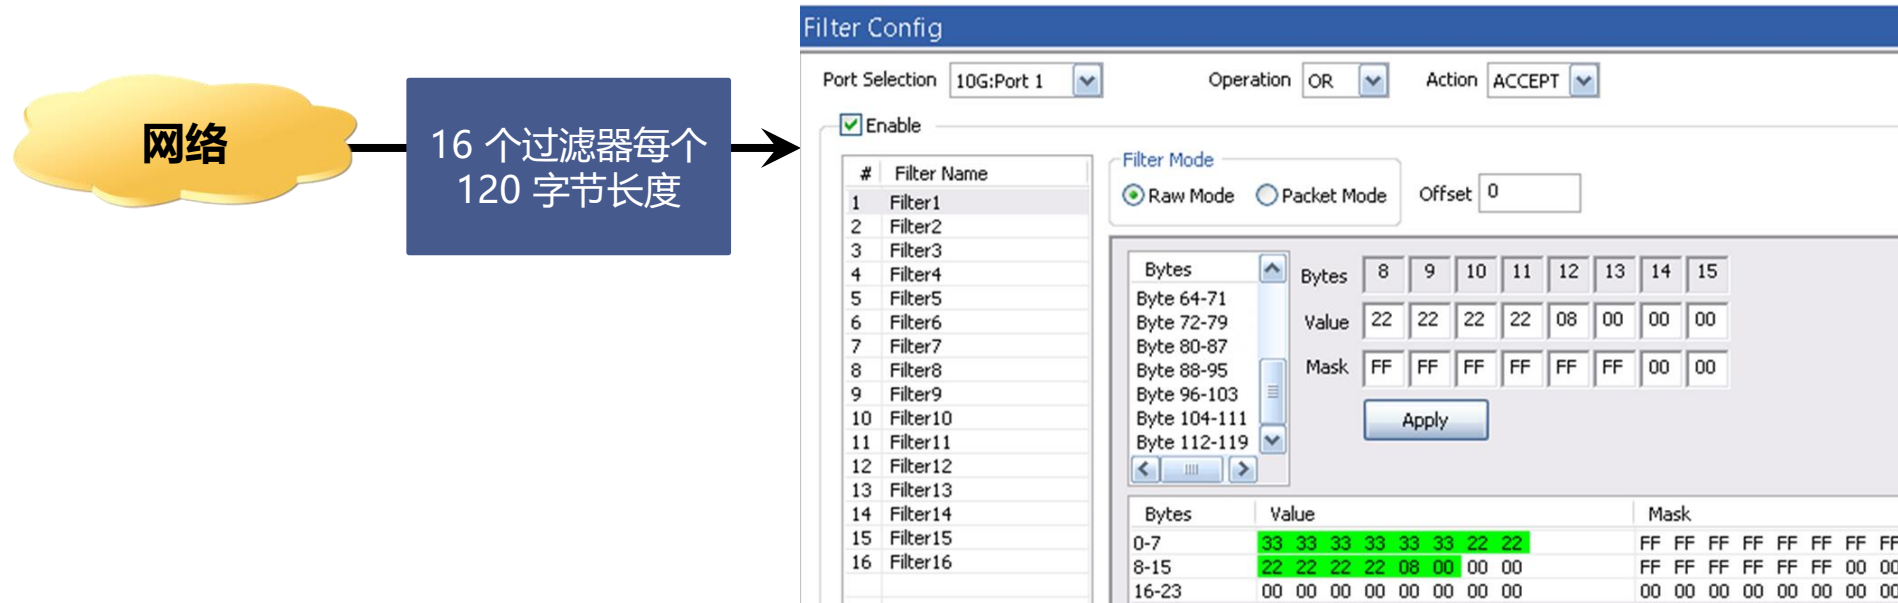 网络
16 个过滤器每个
120 字节长度
Filter Config
Port Selection 10G:Port 1 Operation OR Action ACCEPT
Enable
# Filter Name
1 Filter1
2 Filter2
3 Filter3
4 Filter4
5 Filter5
6 Filter6
7 Filter7
8 Filter8
9 Filter9
10 Filter10
11 Filter11
12 Filter12
13 Filter13
14 Filter14
15 Filter15
16 Filter16
Filter Mode
Raw Mode Packet Mode Offset 0
Bytes
Byte 64-71
Byte 72-79
Byte 80-87
Byte 88-95
Byte 96-103
Byte 104-111
Byte 112-119
Bytes 8 9 10 11 12 13 14 15
Value 22 22 22 22 08 00 00 00
Mask FF FF FF FF FF FF 00 00
Apply
Bytes Value Mask
0-7 33 33 33 33 33 33 22 22 FF FF FF FF FF FF FF FF
8-15 22 22 22 22 08 00 00 00 FF FF FF FF FF FF 00 00
16-23 00 00 00 00 00 00 00 00 00 00 00 00 00 00 00 00